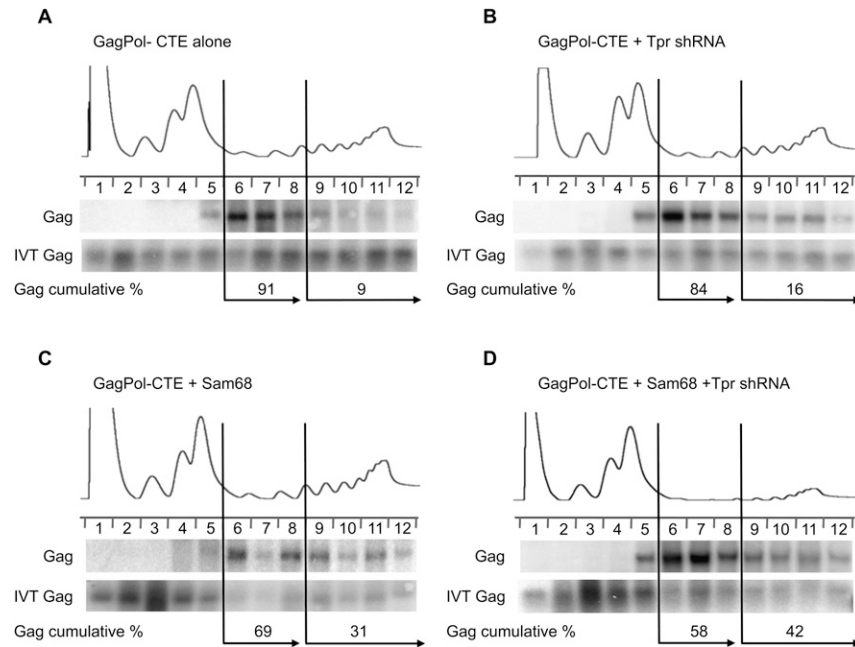 A
GagPol- CTE alone
1 2 3 4 5 6 7 8 9 10 11 12
Gag
IVT Gag
Gag cumulative % 91 9
B
GagPol-CTE + Tpr shRNA
1 2 3 4 5 6 7 8 9 10 11 12
Gag
IVT Gag
Gag cumulative % 84 16
C
GagPol-CTE + Sam68
1 2 3 4 5 6 7 8 9 10 11 12
Gag
IVT Gag
Gag cumulative % 69 31
D
GagPol-CTE + Sam68 +Tpr shRNA
1 2 3 4 5 6 7 8 9 10 11 12
Gag
IVT Gag
Gag cumulative % 58 42